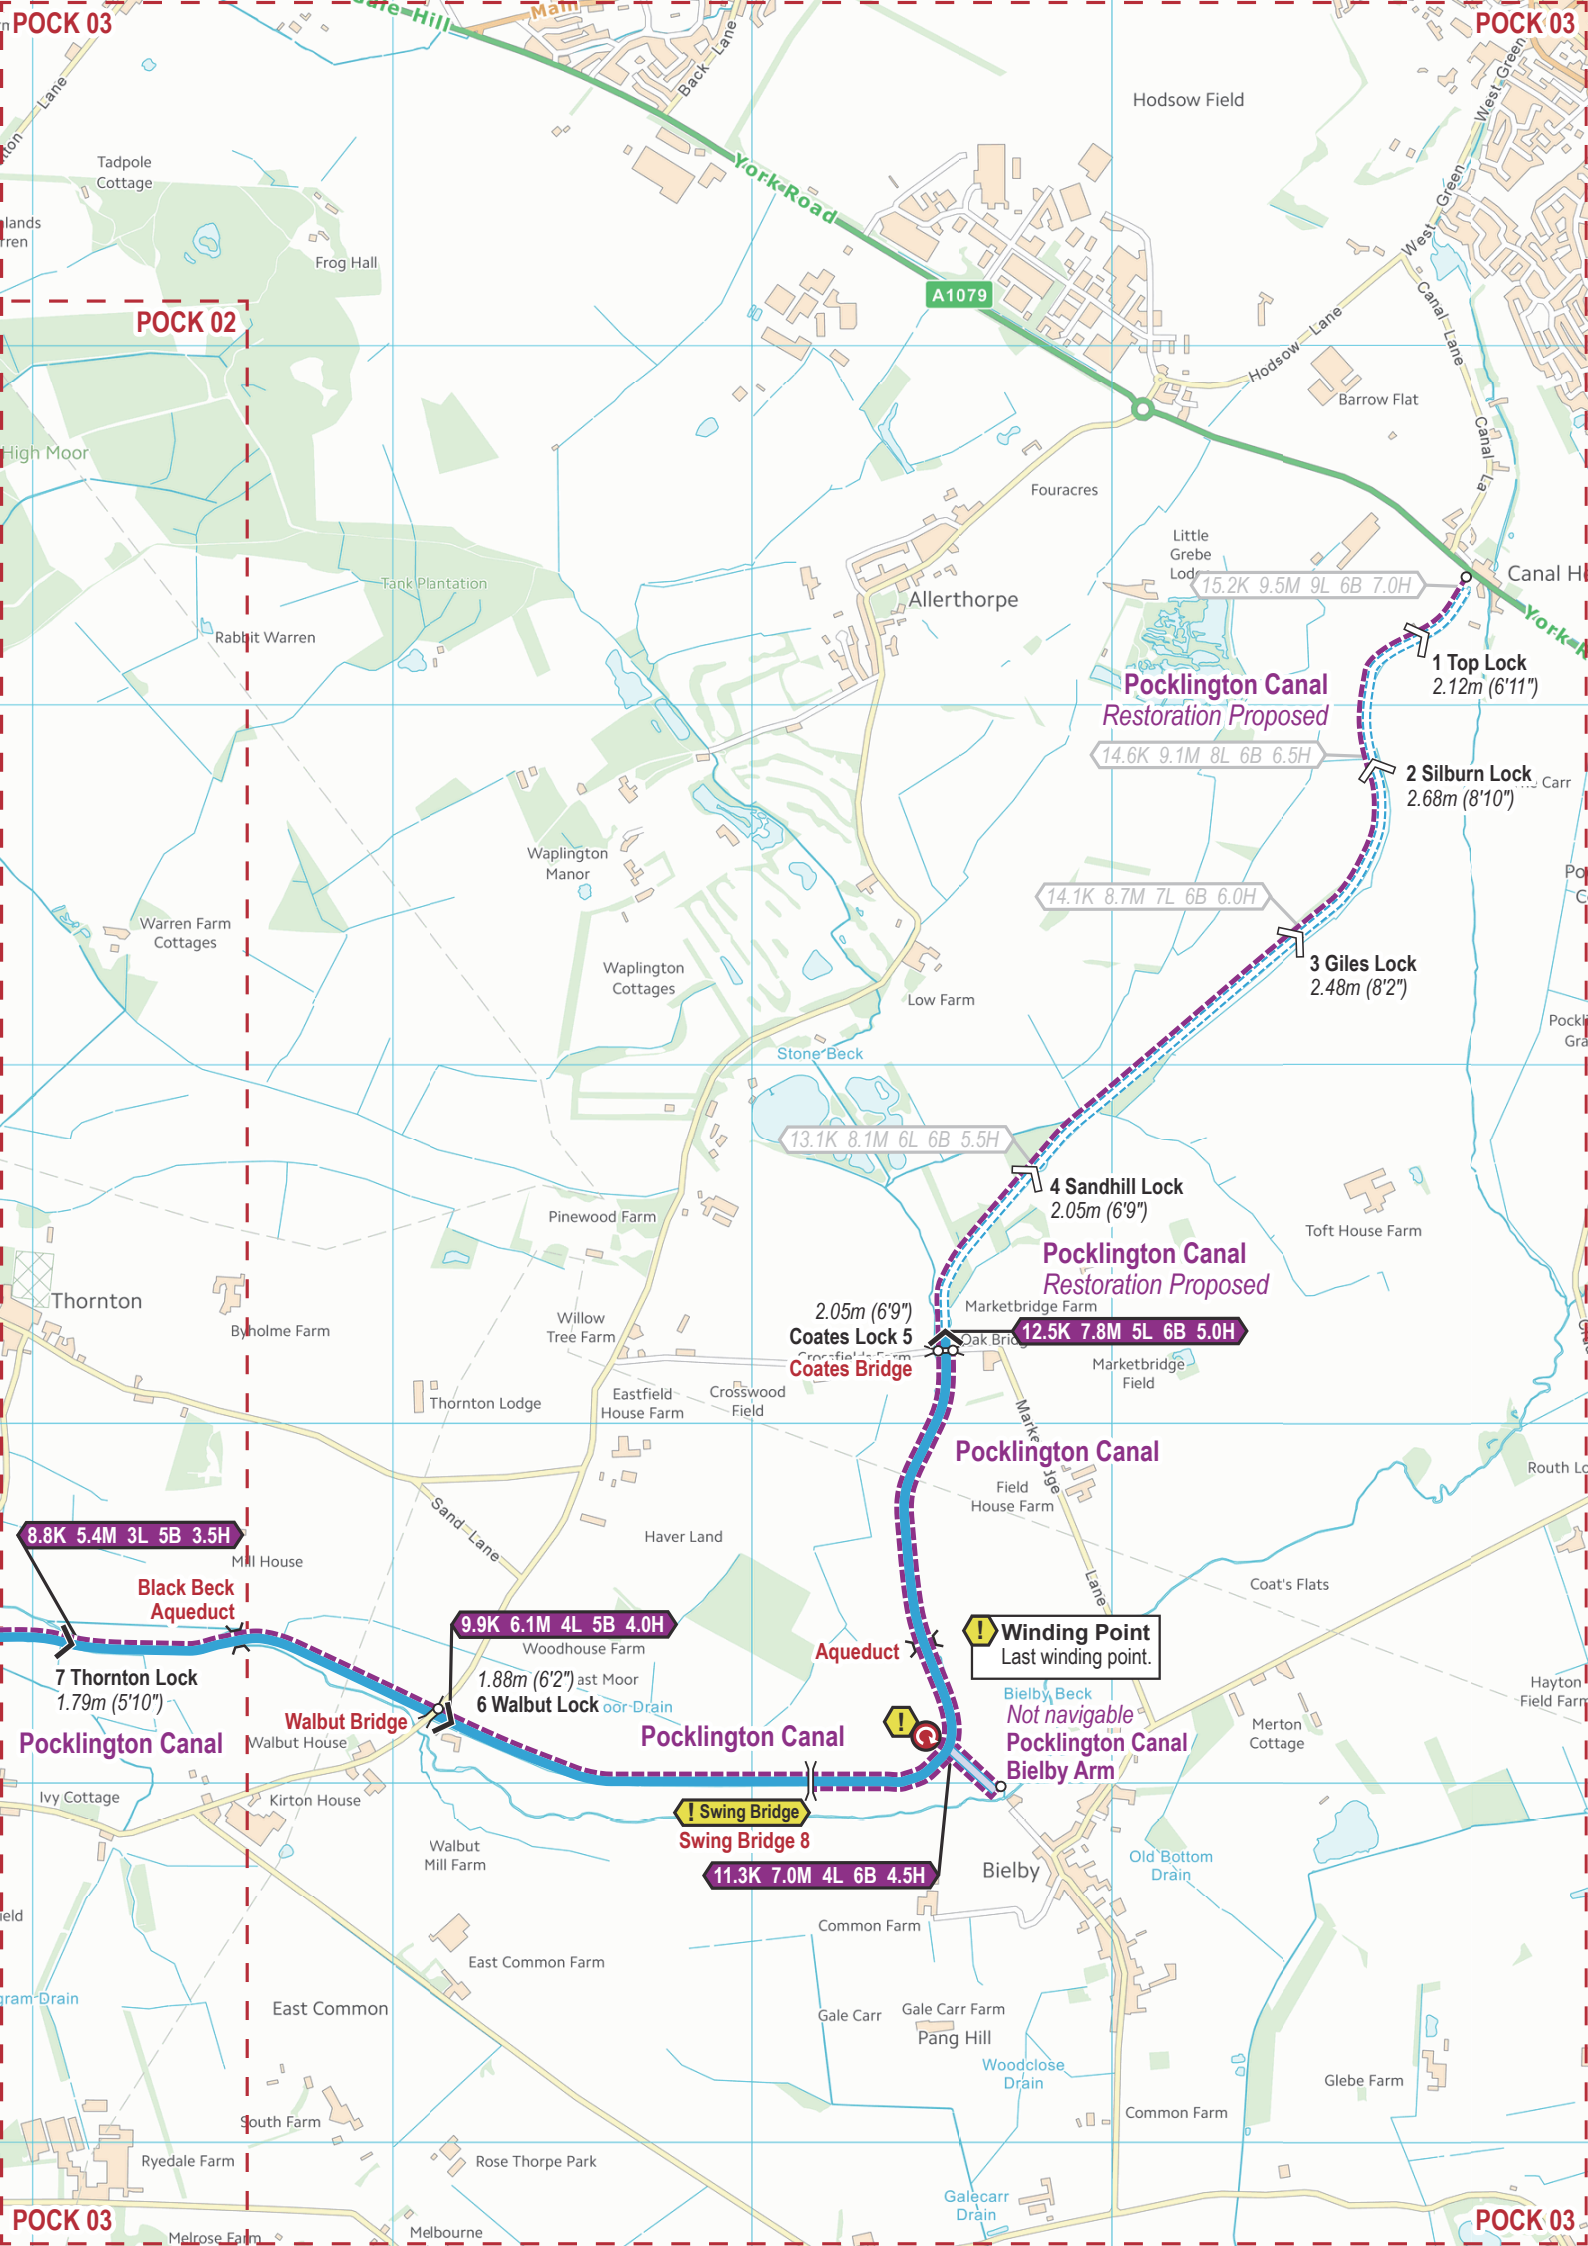 POCK 03
POCK 03
Main
Back Lane
West Green
Hodsow Field
Lane
Tadpole
Cottage
York Road
West Green
West Green
Frog Hall
A1079
Canal Lane
POCK 02
Hodsow Lane
Barrow Flat
High Moor
Canal La
Fouracres
Little
Grebe
Tank Plantation
15.2K 9.5M 9L 6B 7.0H
Allerthorpe
Rabbit Warren
1 Top Lock
2.12m (6'11")
Pocklington Canal
Restoration Proposed
14.6K 9.1M 8L 6B 6.5H
2 Silburn Lock
2.68m (8'10")
Carr
Waplington
Manor
14.1K 8.7M 7L 6B 6.0H
Warren Farm
Cottages
3 Giles Lock
2.48m (8'2")
Waplington
Cottages
Low Farm
Stone Beck
13.1K 8.1M 6L 6B 5.5H
4 Sandhill Lock
2.05m (6'9")
Pinewood Farm
Toft House Farm
Pocklington Canal
Restoration Proposed
Thornton
Byholme Farm
Willow
Tree Farm
2.05m (6'9")
Coates Lock 5
Coates Bridge
Marketbridge Farm
12.5K 7.8M 5L 6B 5.0H
Marketbridge
Field
Thornton Lodge
Eastfield
House Farm
Crosswood
Field
Pocklington Canal
Field
House Farm
Lane
Sand Lane
Haver Land
8.8K 5.4M 3L 5B 3.5H
Mill House
Black Beck
Aqueduct
Coat's Flats
9.9K 6.1M 4L 5B 4.0H
Woodhouse Farm
Aqueduct
! Winding Point
Last winding point.
7 Thornton Lock
1.79m (5'10")
1.88m (6'2")
6 Walbut Lock
Walbut Bridge
Pocklington Canal
Walbut House
Pocklington Canal
!
Bielby Beck
Not navigable
Pocklington Canal
Bielby Arm
Merton
Cottage
Hayton
Field Farm
Ivy Cottage
Kirton House
! Swing Bridge
Swing Bridge 8
Walbut
Mill Farm
11.3K 7.0M 4L 6B 4.5H
Bielby
Old Bottom
Drain
Common Farm
East Common Farm
East Common
Gale Carr
Gale Carr Farm
Pang Hill
Woodclose
Drain
Glebe Farm
South Farm
Common Farm
Ryedale Farm
Rose Thorpe Park
Galecarr
Drain
POCK 03
Melrose Farm
Melbourne
POCK 03